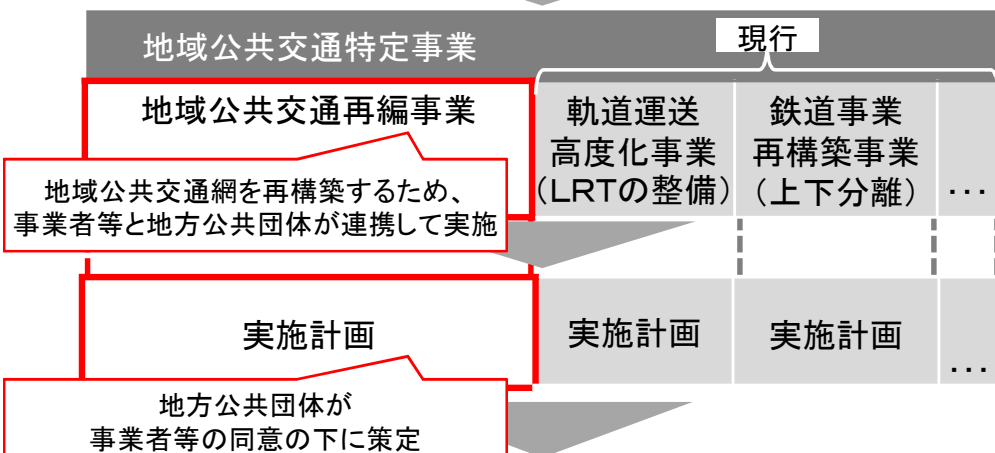 地域公共交通特定事業
現行
地域公共交通再編事業
地域公共交通網を再構築するため、
事業者等と地方公共団体が連携して実施
軌道運送
高度化事業
(LRTの整備)
鉄道事業
再構築事業
(上下分離)
...
実施計画
地方公共団体が
事業者等の同意の下に策定
実施計画
実施計画
...